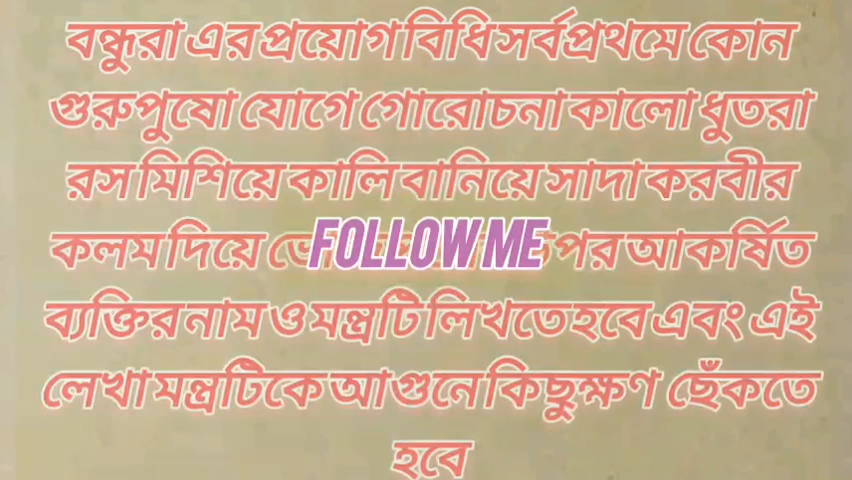 বন্ধুরা এর প্রয়োগ বিধি সর্বপ্রথমে কোন
গুরুপুষ্যে যোগে গোরোচনা কালো ধুতরা
রস মিশিয়ে কালি বানিয়ে সাদা করবীর
কলম দিয়ে উপর আকর্ষিত
FOLLOW ME
ব্যক্তির নাম ও মন্ত্রটি লিখতে হবে এবং এই
লেখা মন্ত্রটিকে আগুনে কিছুক্ষণ ছেঁকতে
হবে